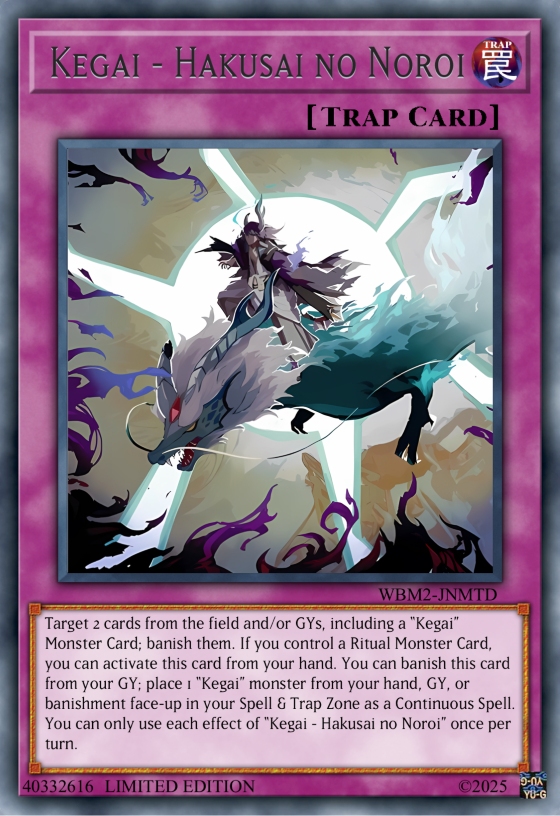 Kegai - Hakusai no Noroi
TRAP
罠
[Trap Card]
WBM2-JNMTD
Target 2 cards from the field and/or GYs, including a "Kegai"
Monster Card; banish them. If you control a Ritual Monster Card,
you can activate this card from your hand. You can banish this card
from your GY; place 1 "Kegai" monster from your hand, GY, or
banishment face-up in your Spell & Trap Zone as a Continuous Spell.
You can only use each effect of "Kegai - Hakusai no Noroi" once per
turn.
40332616 LIMITED EDITION
©2025
YU-G